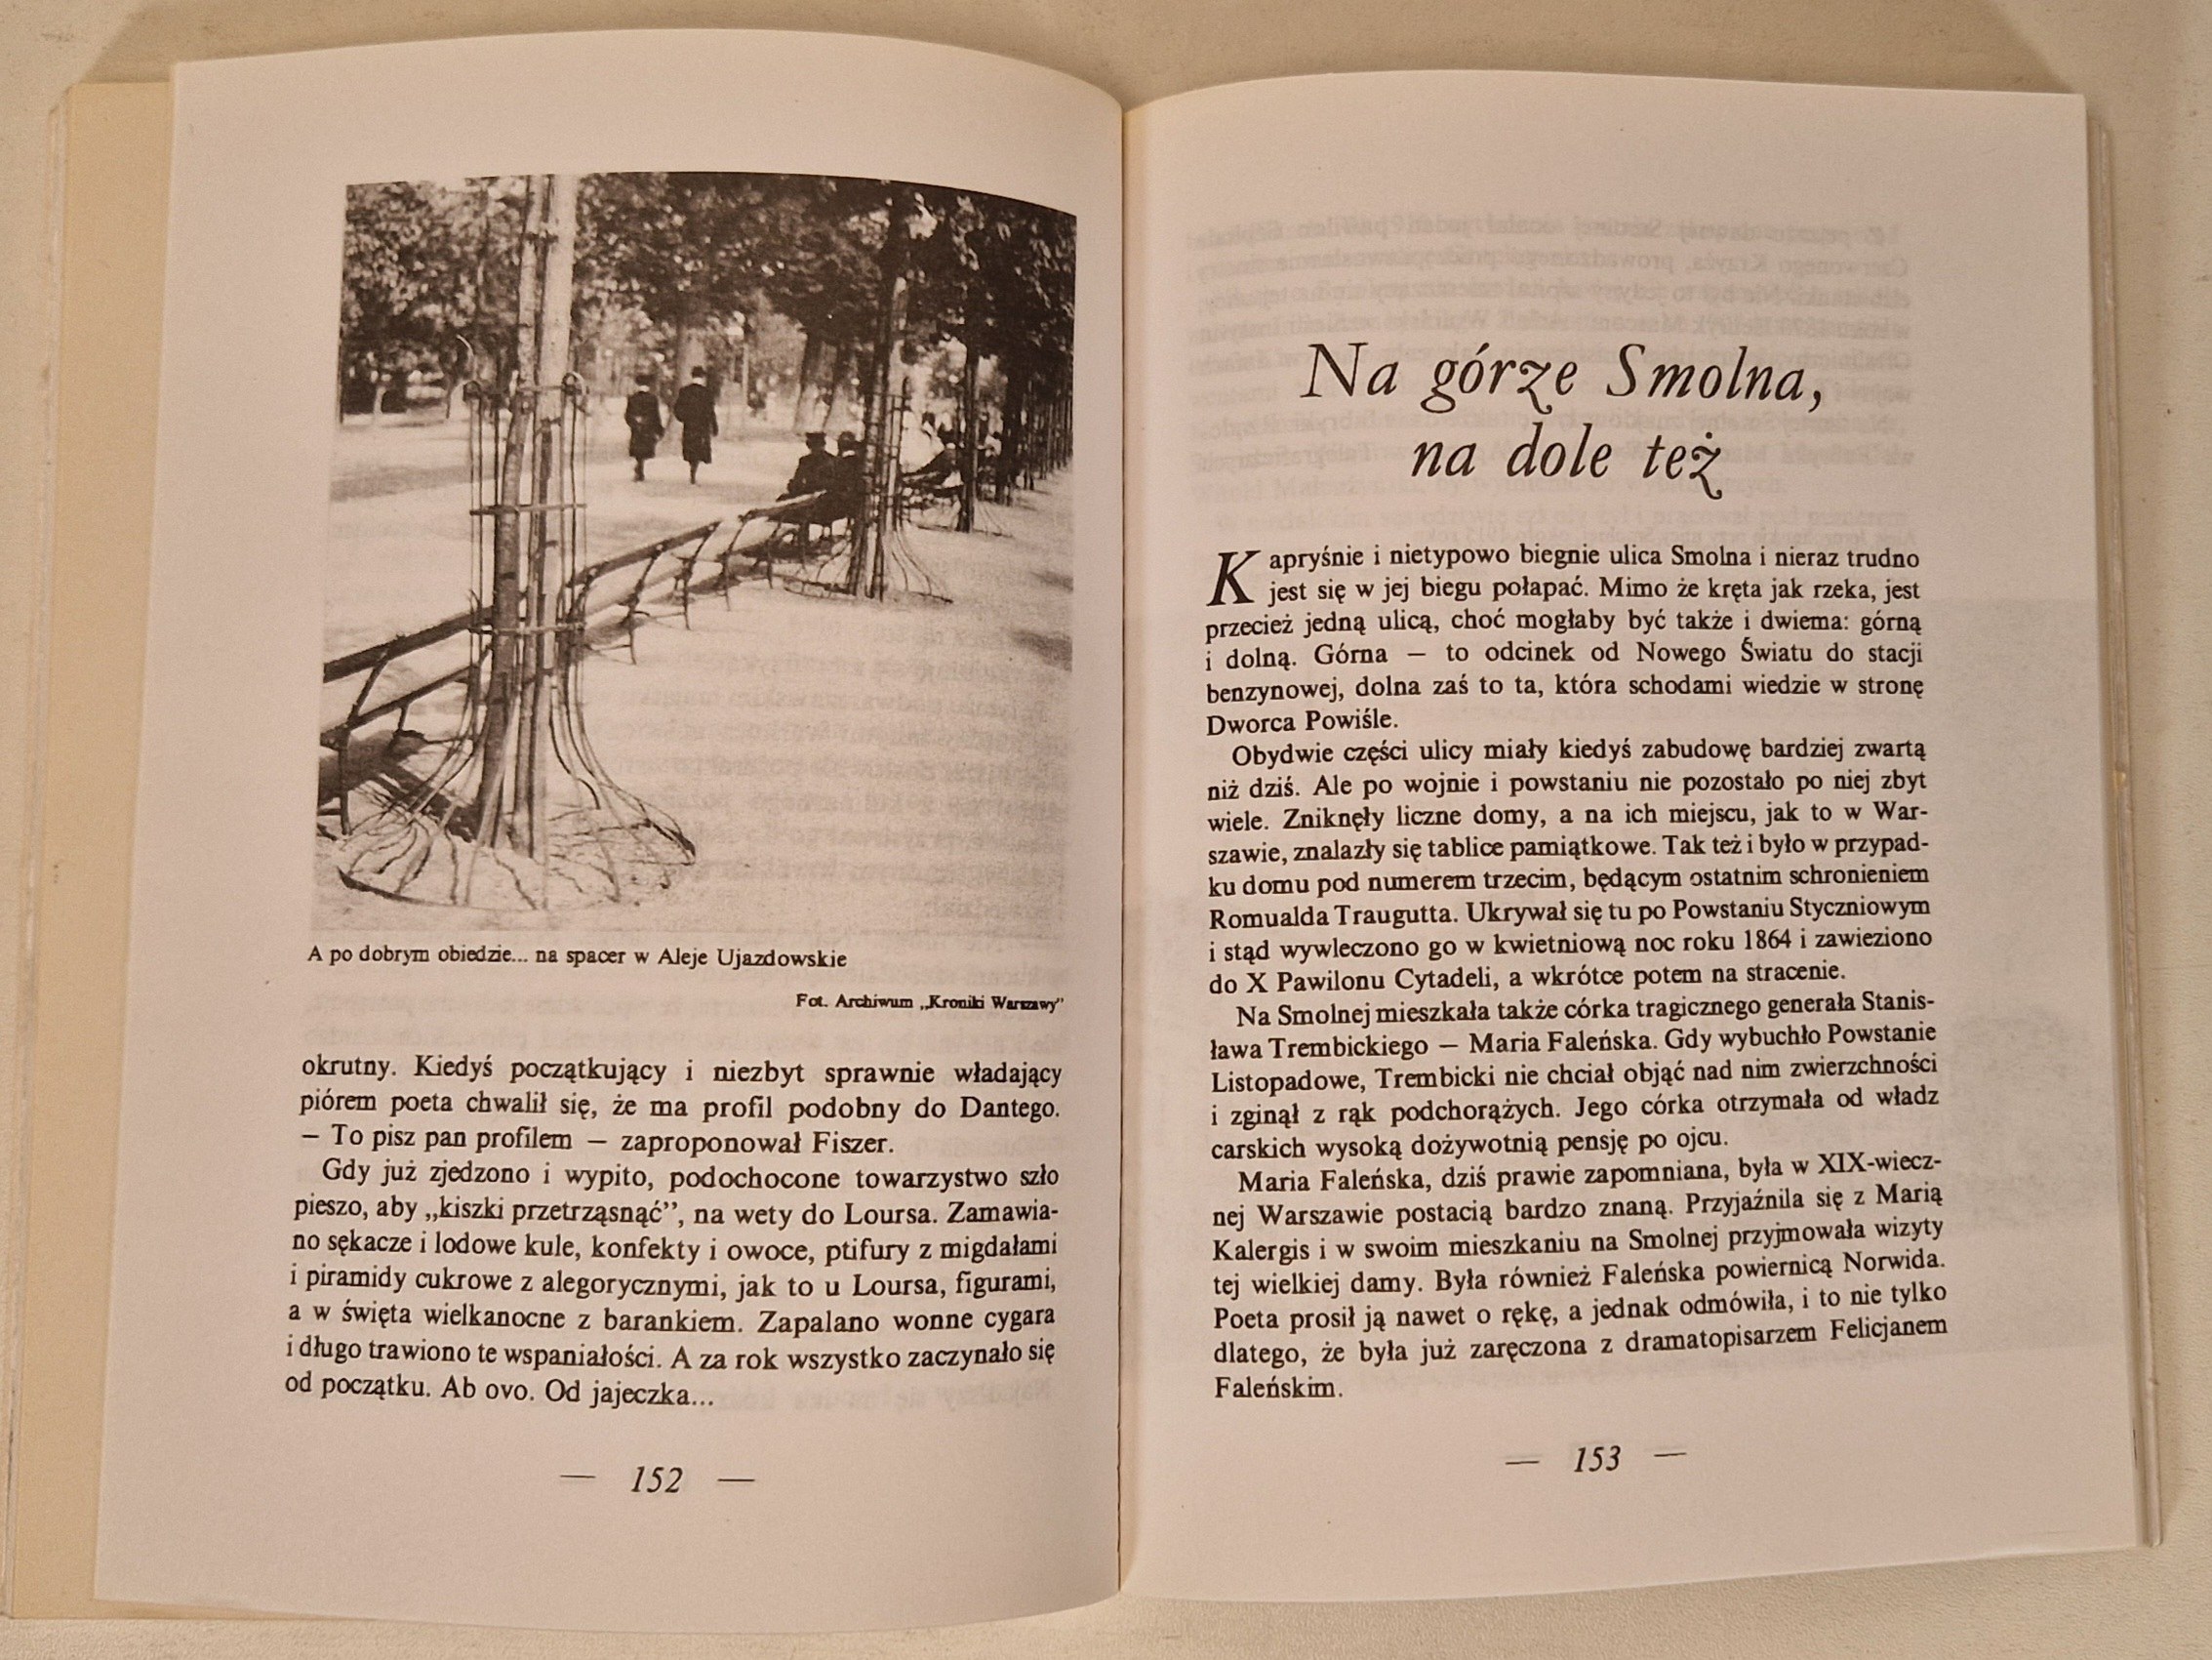 A po dobrym obiedzie... na spacer w Aleje Ujazdowskie
Fot. Archiwum „Kroniki Warszawy”
okrutny. Kiedyś początkujący i niezbyt sprawnie władający
piórem poeta chwalił się, że ma profil podobny do Dantego.
— To pisz pan profilem — zaproponował Fiszer.
Gdy już zjedzono i wypito, podochocone towarzystwo szło
pieszo, aby „kiszki przetrząsnąć”, na wety do Loursa. Zamawia-
no sękacze i lodowe kule, konfekty i owoce, ptifury z migdałami
i piramidy cukrowe z alegorycznymi, jak to u Loursa, figurami,
a w święta wielkanocne z barankiem. Zapalano wonne cygara
i długo trawiono te wspaniałości. A za rok wszystko zaczynało się
od początku. Ab ovo. Od jajeczka...
— 152 —
Na górze Smolna,
na dole też
Kapryśnie i nietypowo biegnie ulica Smolna i nieraz trudno
jest się w jej biegu połapać. Mimo że kręta jak rzeka, jest
przecież jedną ulicą, choć mogłaby być także i dwiema: górną
i dolną. Górna — to odcinek od Nowego Światu do stacji
benzynowej, dolna zaś to ta, która schodami wiedzie w stronę
Dworca Powiśle.
Obydwie części ulicy miały kiedyś zabudowę bardziej zwartą
niż dziś. Ale po wojnie i powstaniu nie pozostało po niej zbyt
wiele. Zniknęły liczne domy, a na ich miejscu, jak to w War-
szawie, znalazły się tablice pamiątkowe. Tak też i było w przypad-
ku domu pod numerem trzecim, będącym ostatnim schronieniem
Romualda Traugutta. Ukrywał się tu po Powstaniu Styczniowym
i stąd wywleczono go w kwietniową noc roku 1864 i zawieziono
do X Pawilonu Cytadeli, a wkrótce potem na stracenie.
Na Smolnej mieszkała także córka tragicznego generała Stanis-
ława Trembickiego — Maria Faleńska. Gdy wybuchło Powstanie
Listopadowe, Trembicki nie chciał objąć nad nim zwierzchności
i zginął z rąk podchorążych. Jego córka otrzymała od władz
carskich wysoką dożywotnią pensję po ojcu.
Maria Faleńska, dziś prawie zapomniana, była w XIX-wiecz-
nej Warszawie postacią bardzo znaną. Przyjaźnila się z Marią
Kalergis i w swoim mieszkaniu na Smolnej przyjmowała wizyty
tej wielkiej damy. Była również Faleńska powiernicą Norwida.
Poeta prosił ją nawet o rękę, a jednak odmówiła, i to nie tylko
dlatego, że była już zaręczona z dramatopisarzem Felicjanem
Faleńskim.
— 153 —